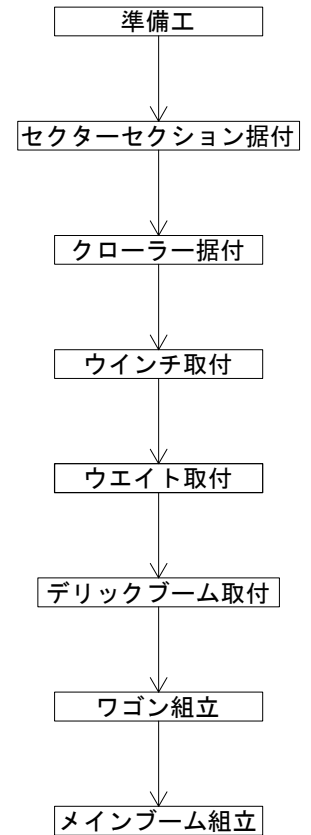 準備工
セクターセクション据付
クローラー据付
ウインチ取付
ウエイト取付
デリックブーム取付
ワゴン組立
メインブーム組立